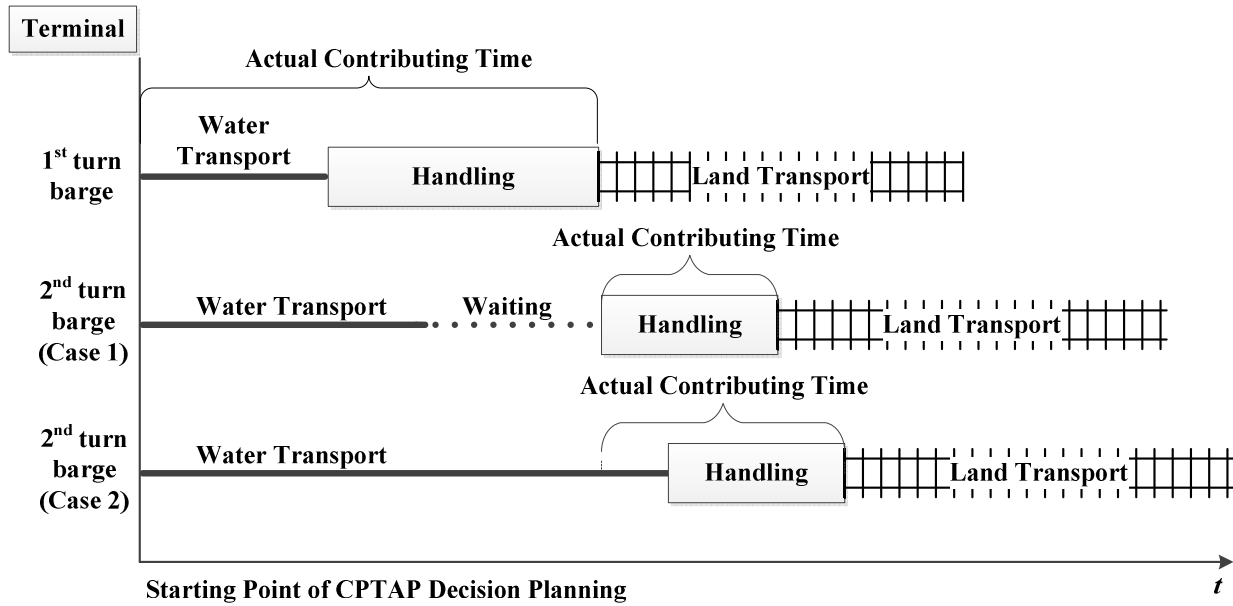 Terminal
Actual Contributing Time
Water
Transport
1st turn
barge
Handling
Land Transport
Actual Contributing Time
2nd turn
barge
(Case 1)
Water Transport
Waiting
Handling
Land Transport
Actual Contributing Time
2nd turn
barge
(Case 2)
Water Transport
Handling
Land Transport
Starting Point of CPTAP Decision Planning
t